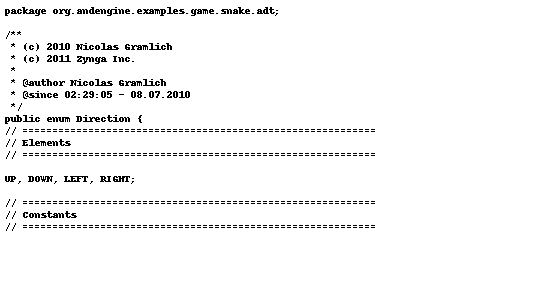 package org.andengine.examples.game.snake.adt;

/**
 * (c) 2010 Nicolas Gramlich
 * (c) 2011 Zynga Inc.
 *
 * @author Nicolas Gramlich
 * @since 02:29:05 - 08.07.2010
 */
public enum Direction {
// ===========================================================
// Elements
// ===========================================================

UP, DOWN, LEFT, RIGHT;

// ===========================================================
// Constants
// ===========================================================